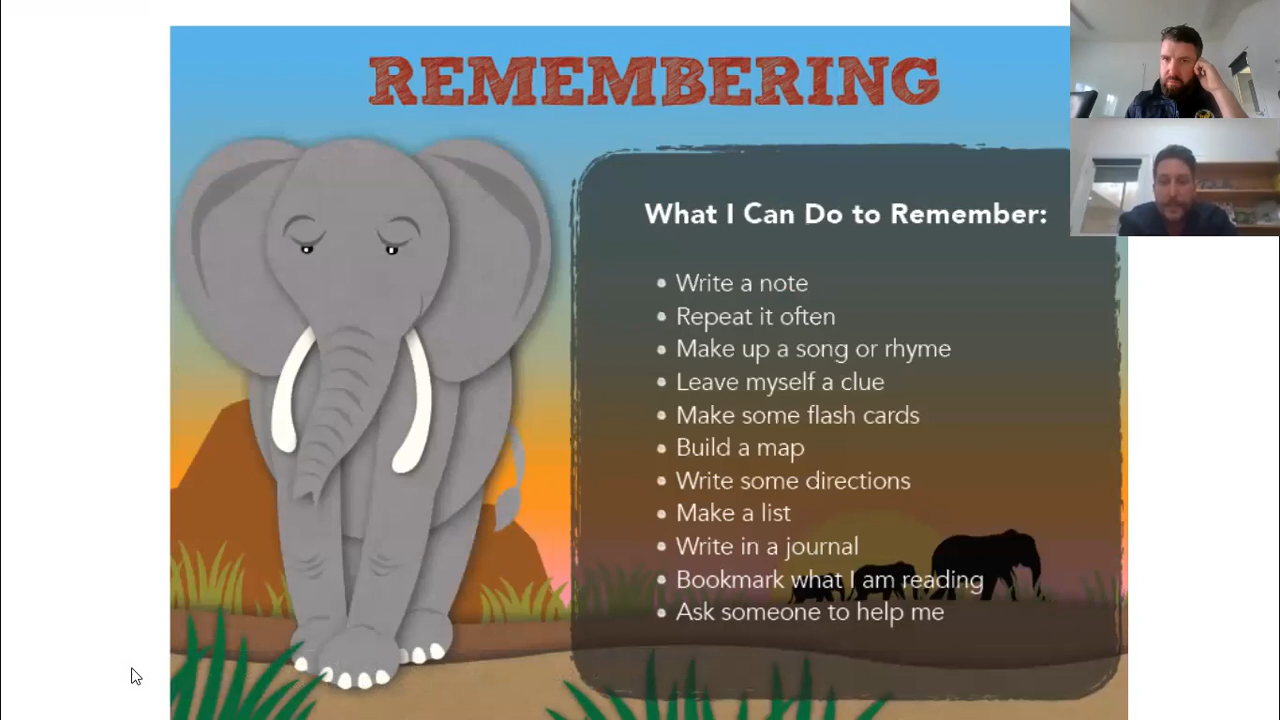 REMEMBERING
What I Can Do to Remember:
• Write a note
• Repeat it often
• Make up a song or rhyme
• Leave myself a clue
• Make some flash cards
• Build a map
• Write some directions
• Make a list
• Write in a journal
• Bookmark what I am reading
• Ask someone to help me